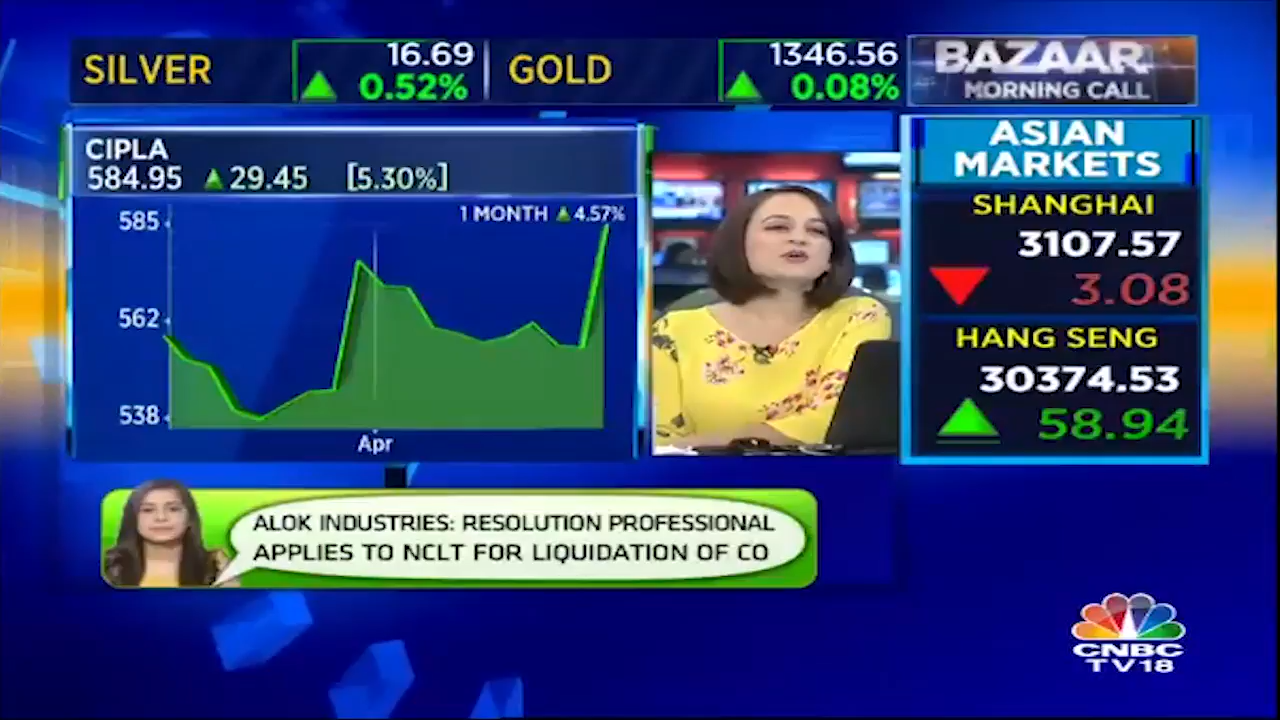 SILVER
16.69
0.52%
GOLD
1346.56
0.08%
BAZAAR
MORNING CALL
CIPLA
584.95 29.45 [5.30%]
1 MONTH 4.57%
585
562
538
Apr
ASIAN
MARKETS
SHANGHAI
3107.57
3.08
HANG SENG
30374.53
58.94
ALOK INDUSTRIES: RESOLUTION PROFESSIONAL
APPLIES TO NCLT FOR LIQUIDATION OF CO
CNBC
TV18